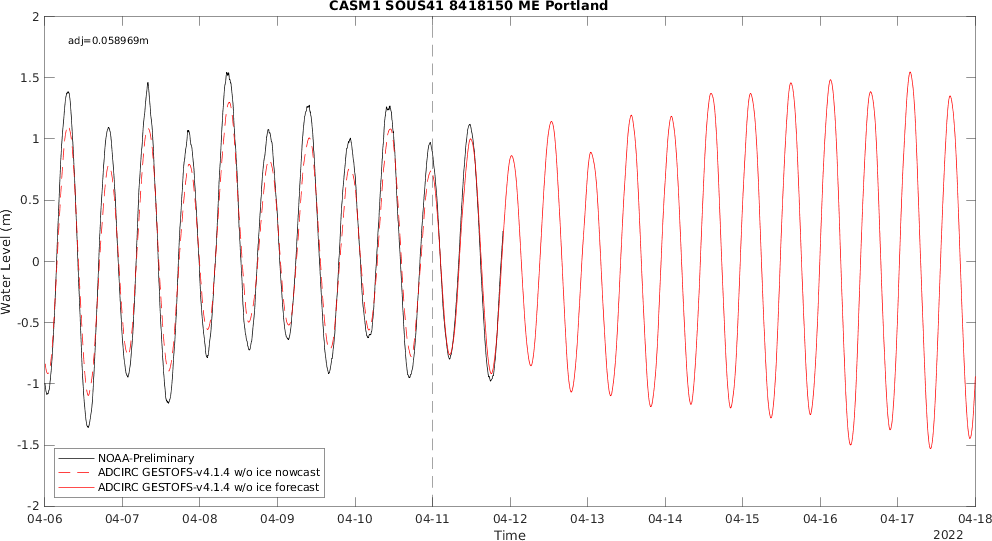 CASM1 SOUS41 8418150 ME Portland
adj=0.058969m
2
1.5
1
0.5
0
-0.5
-1
-1.5
-2
Water Level (m)
NOAA-Preliminary
ADCIRC GESTOFS-v4.1.4 w/o ice nowcast
ADCIRC GESTOFS-v4.1.4 w/o ice forecast
04-06 04-07 04-08 04-09 04-10 04-11 04-12 04-13 04-14 04-15 04-16 04-17 04-18
Time
2022